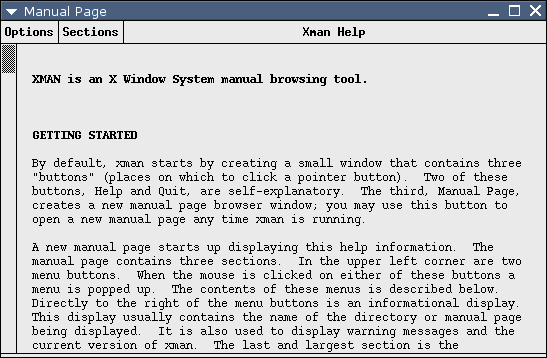 Manual Page
Options Sections Xman Help
XMAN is an X Window System manual browsing tool.
GETTING STARTED
By default, xman starts by creating a small window that contains three
"buttons" (places on which to click a pointer button).  Two of these
buttons, Help and Quit, are self-explanatory.  The third, Manual Page,
creates a new manual page browser window; you may use this button to
open a new manual page any time xman is running.
A new manual page starts up displaying this help information.  The
manual page contains three sections.  In the upper left corner are two
menu buttons.  When the mouse is clicked on either of these buttons a
menu is popped up.  The contents of these menus is described below.
Directly to the right of the menu buttons is an informational display.
This display usually contains the name of the directory or manual page
being displayed.  It is also used to display warning messages and the
current version of xman.  The last and largest section is the